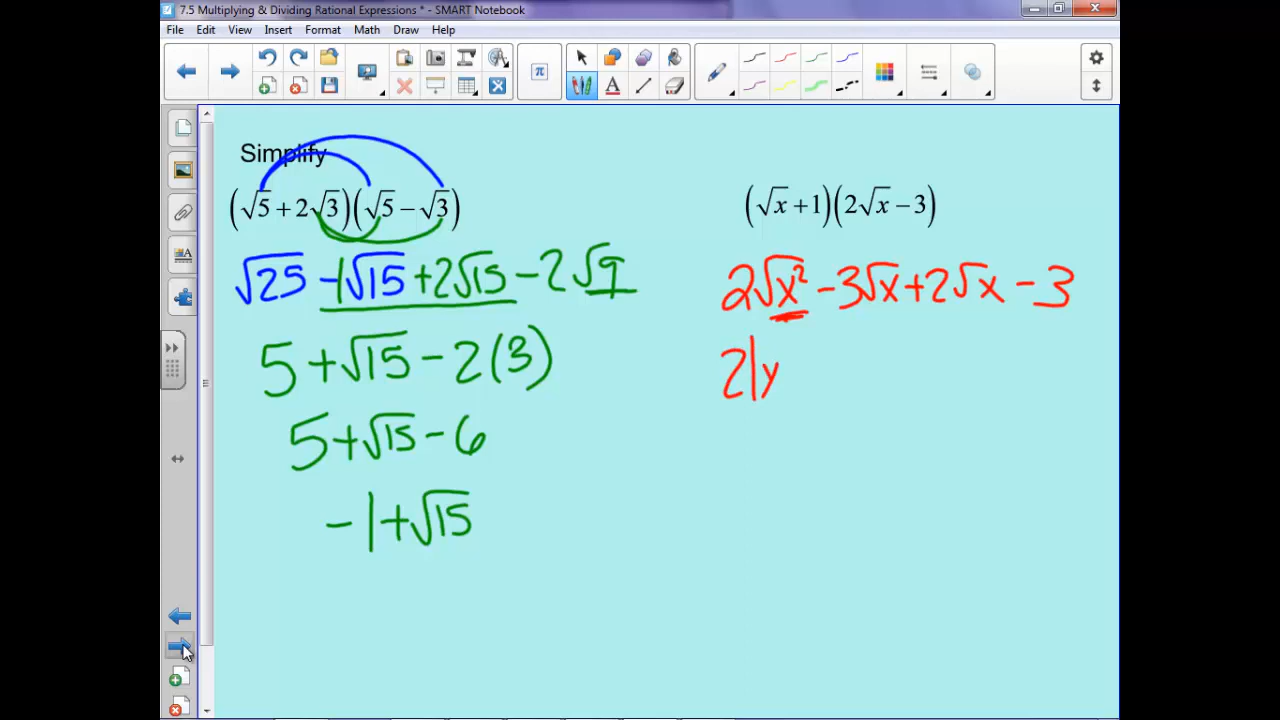 7.5 Multiplying & Dividing Rational Expressions * - SMART Notebook
File Edit View Insert Format Math Draw Help
π
A
Simplify
(√5 + 2√3)(√5 − √3)
√25 − 1√15 + 2√15 − 2√9
5 + √15 − 2(3)
5 + √15 − 6
− 1 + √15
(√x + 1)(2√x − 3)
2√x² − 3√x + 2√x − 3
2|y